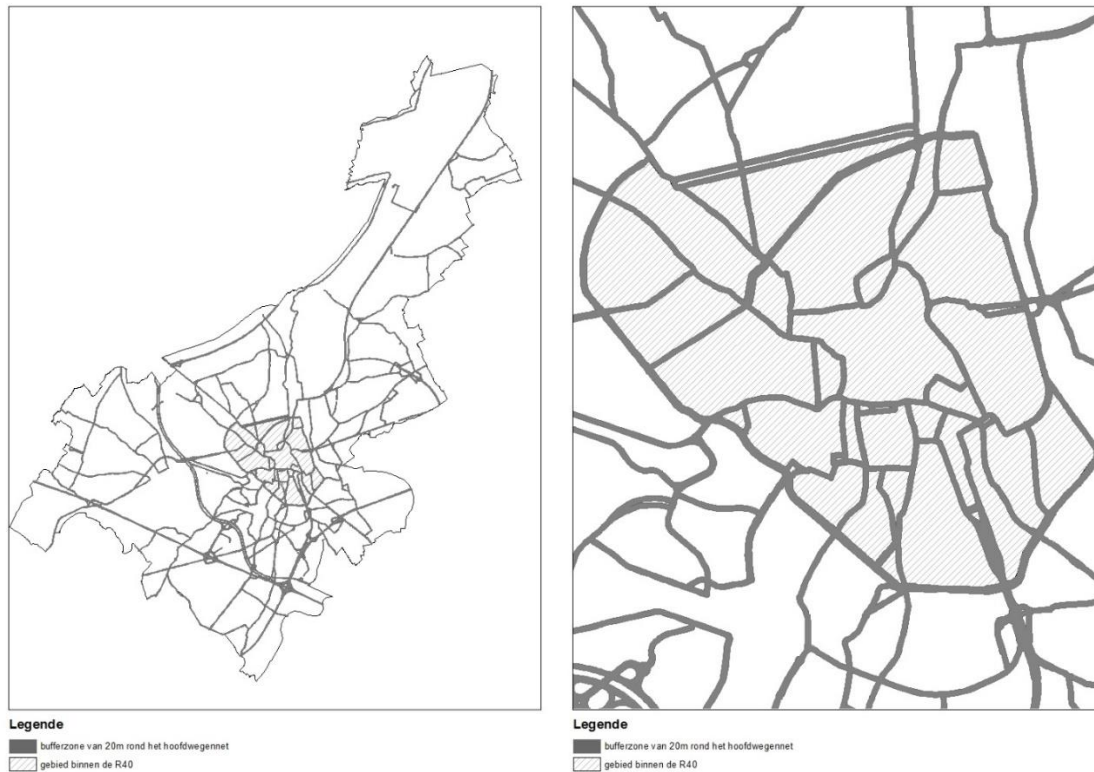 Legende
bufferzone van 20m rond het hoofdwegennet
gebied binnen de R40
Legende
bufferzone van 20m rond het hoofdwegennet
gebied binnen de R40